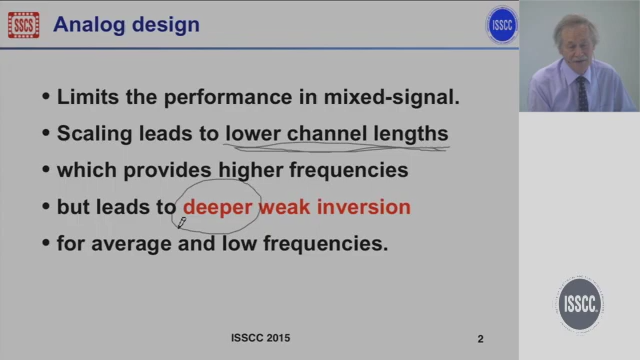 SSCS
Analog design
ISSCC
• Limits the performance in mixed-signal.
• Scaling leads to lower channel lengths
• which provides higher frequencies
• but leads to deeper weak inversion
• for average and low frequencies.
ISSCC 2015
2
ISSCC